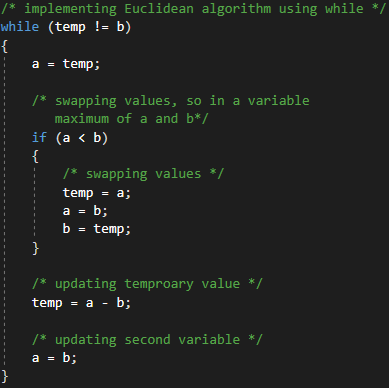 /* implementing Euclidean algorithm using while */
while (temp != b)
{
a = temp;
/* swapping values, so in a variable
maximum of a and b*/
if (a < b)
{
/* swapping values */
temp = a;
a = b;
b = temp;
}
/* updating temproary value */
temp = a - b;
/* updating second variable */
a = b;
}